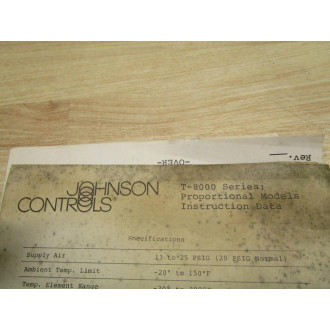 Rev.
-OVER-
JOHNSON
CONTROLS
T-8000 Series:
Proportional Models
Instruction Data
Specifications
Supply Air 13 to 25 PSIG (20 PSIG Normal)
Ambient Temp. Limit -20° to 150°F
Temp. Element Range